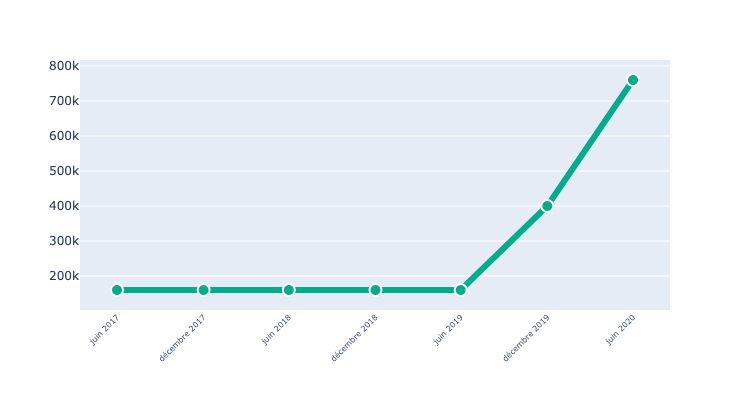 800k
700k
600k
500k
400k
300k
200k
juin 2017
décembre 2017
juin 2018
décembre 2018
juin 2019
décembre 2019
juin 2020